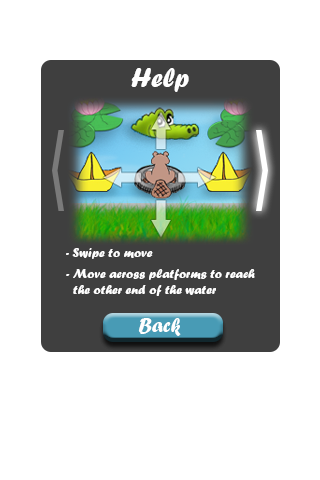 Help
- Swipe to move
- Move across platforms to reach
the other end of the water
Back